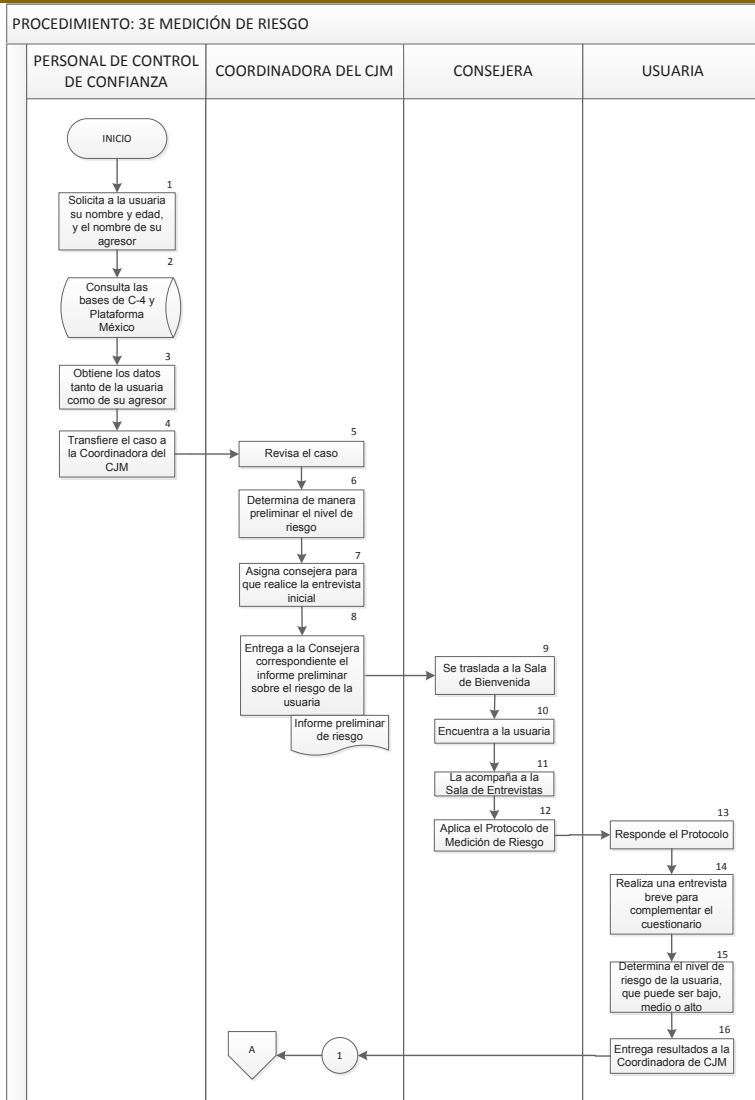 PROCEDIMIENTO: 3E MEDICIÓN DE RIESGO
PERSONAL DE CONTROL
DE CONFIANZA
COORDINADORA DEL CJM
CONSEJERA
USUARIA
INICIO
1
Solicita a la usuaria
su nombre y edad,
y el nombre de su
agresor
2
Consulta las
bases de C-4 y
Plataforma
México
3
Obtiene los datos
tanto de la usuaria
como de su agresor
4
Transfiere el caso a
la Coordinadora del
CJM
5
Revisa el caso
6
Determina de manera
preliminar el nivel de
riesgo
7
Asigna consejera para
que realice la entrevista
inicial
8
Entrega a la Consejera
correspondiente el
informe preliminar
sobre el riesgo de la
usuaria
Informe preliminar
de riesgo
9
Se traslada a la Sala
de Bienvenida
10
Encuentra a la usuaria
11
La acompaña a la
Sala de Entrevistas
12
Aplica el Protocolo de
Medición de Riesgo
13
Responde el Protocolo
14
Realiza una entrevista
breve para
complementar el
cuestionario
15
Determina el nivel de
riesgo de la usuaria,
que puede ser bajo,
medio o alto
16
Entrega resultados a la
Coordinadora de CJM
1
A